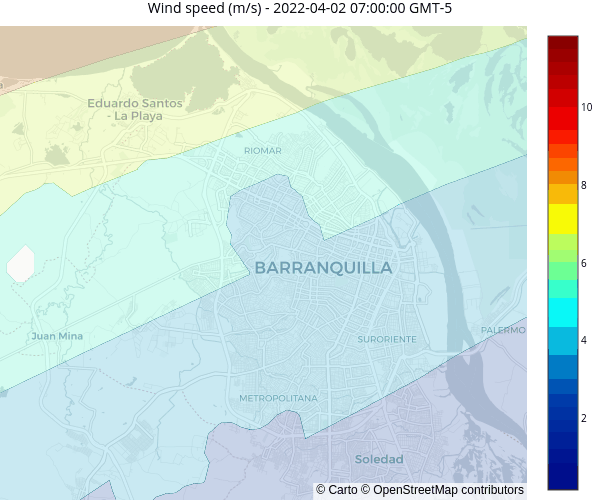 Wind speed (m/s) - 2022-04-02 07:00:00 GMT-5
Eduardo Santos
- La Playa
RIOMAR
BARRANQUILLA
Juan Mina
SURORIENTE
PALERMO
METROPOLITANA
Soledad
© Carto © OpenStreetMap contributors
10
8
6
4
2